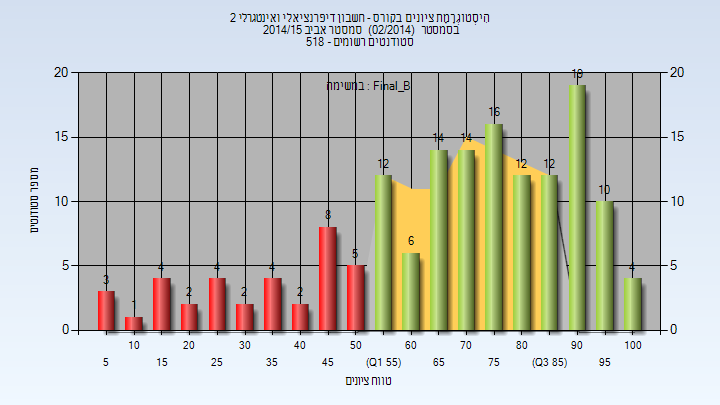 היסטוגרמת ציונים בקורס - חשבון דיפרנציאלי ואינטגרלי 2
בסמסטר (02/2014) סמסטר אביב 2014/15
סטודנטים רשומים - 518
במשימה : Final_B
20 20
15 15
10 10
5 5
0 0
מספר סטודנטים
3 1 4 2 4 2 4 2 8 5 12 6 14 14 16 12 12 19 10 4
10 20 30 40 50 60 70 80 90 100
5 15 25 35 45 (Q1 55) 65 75 (Q3 85) 95
טווח ציונים